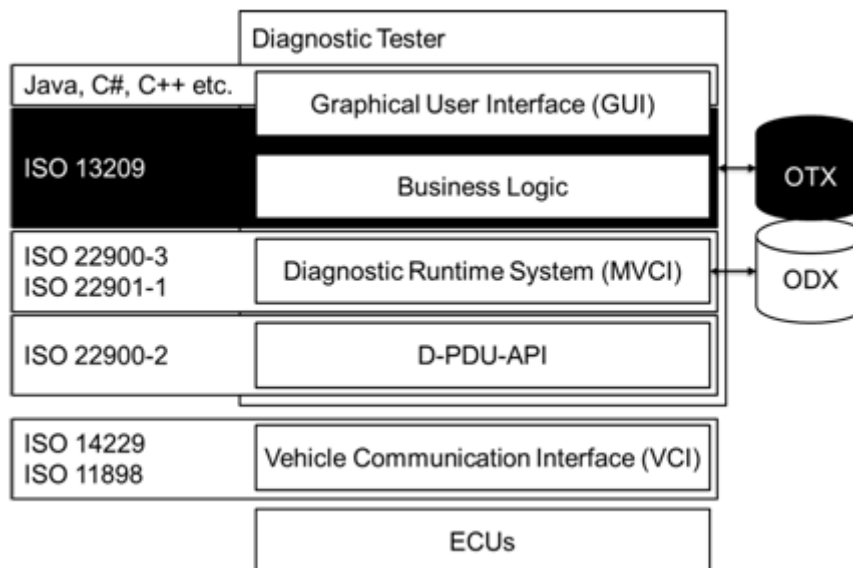 Diagnostic Tester
Java, C#, C++ etc.
Graphical User Interface (GUI)
ISO 13209
Business Logic
OTX
ISO 22900-3
ISO 22901-1
Diagnostic Runtime System (MVCI)
ODX
ISO 22900-2
D-PDU-API
ISO 14229
ISO 11898
Vehicle Communication Interface (VCI)
ECUs